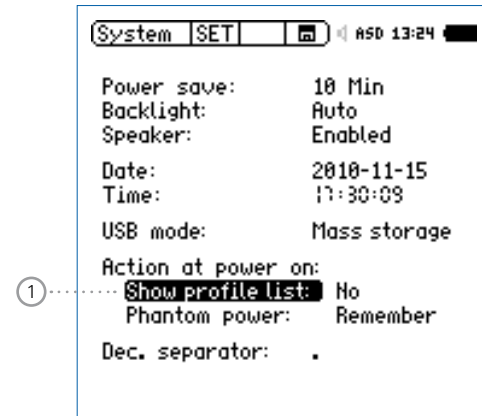 System SET ASD 13:24
Power save: 10 Min
Backlight: Auto
Speaker: Enabled
Date: 2010-11-15
Time: 17:30:09
USB mode: Mass storage
Action at power on:
1 Show profile list: No
Phantom power: Remember
Dec. separator: .